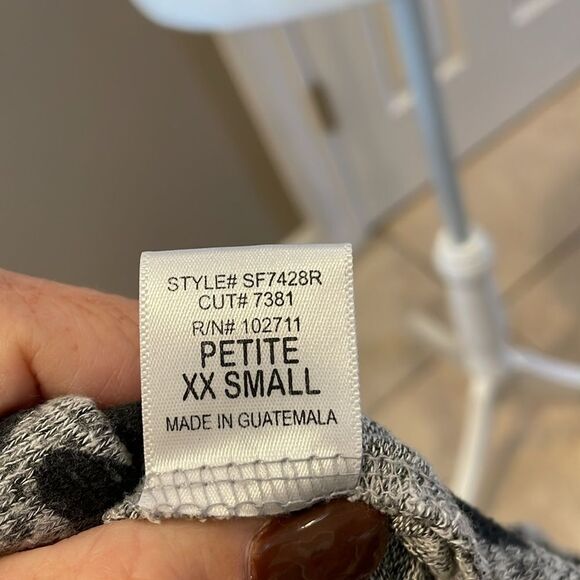 STYLE# SF7428R
CUT# 7381
R/N# 102711
PETITE
XX SMALL
MADE IN GUATEMALA